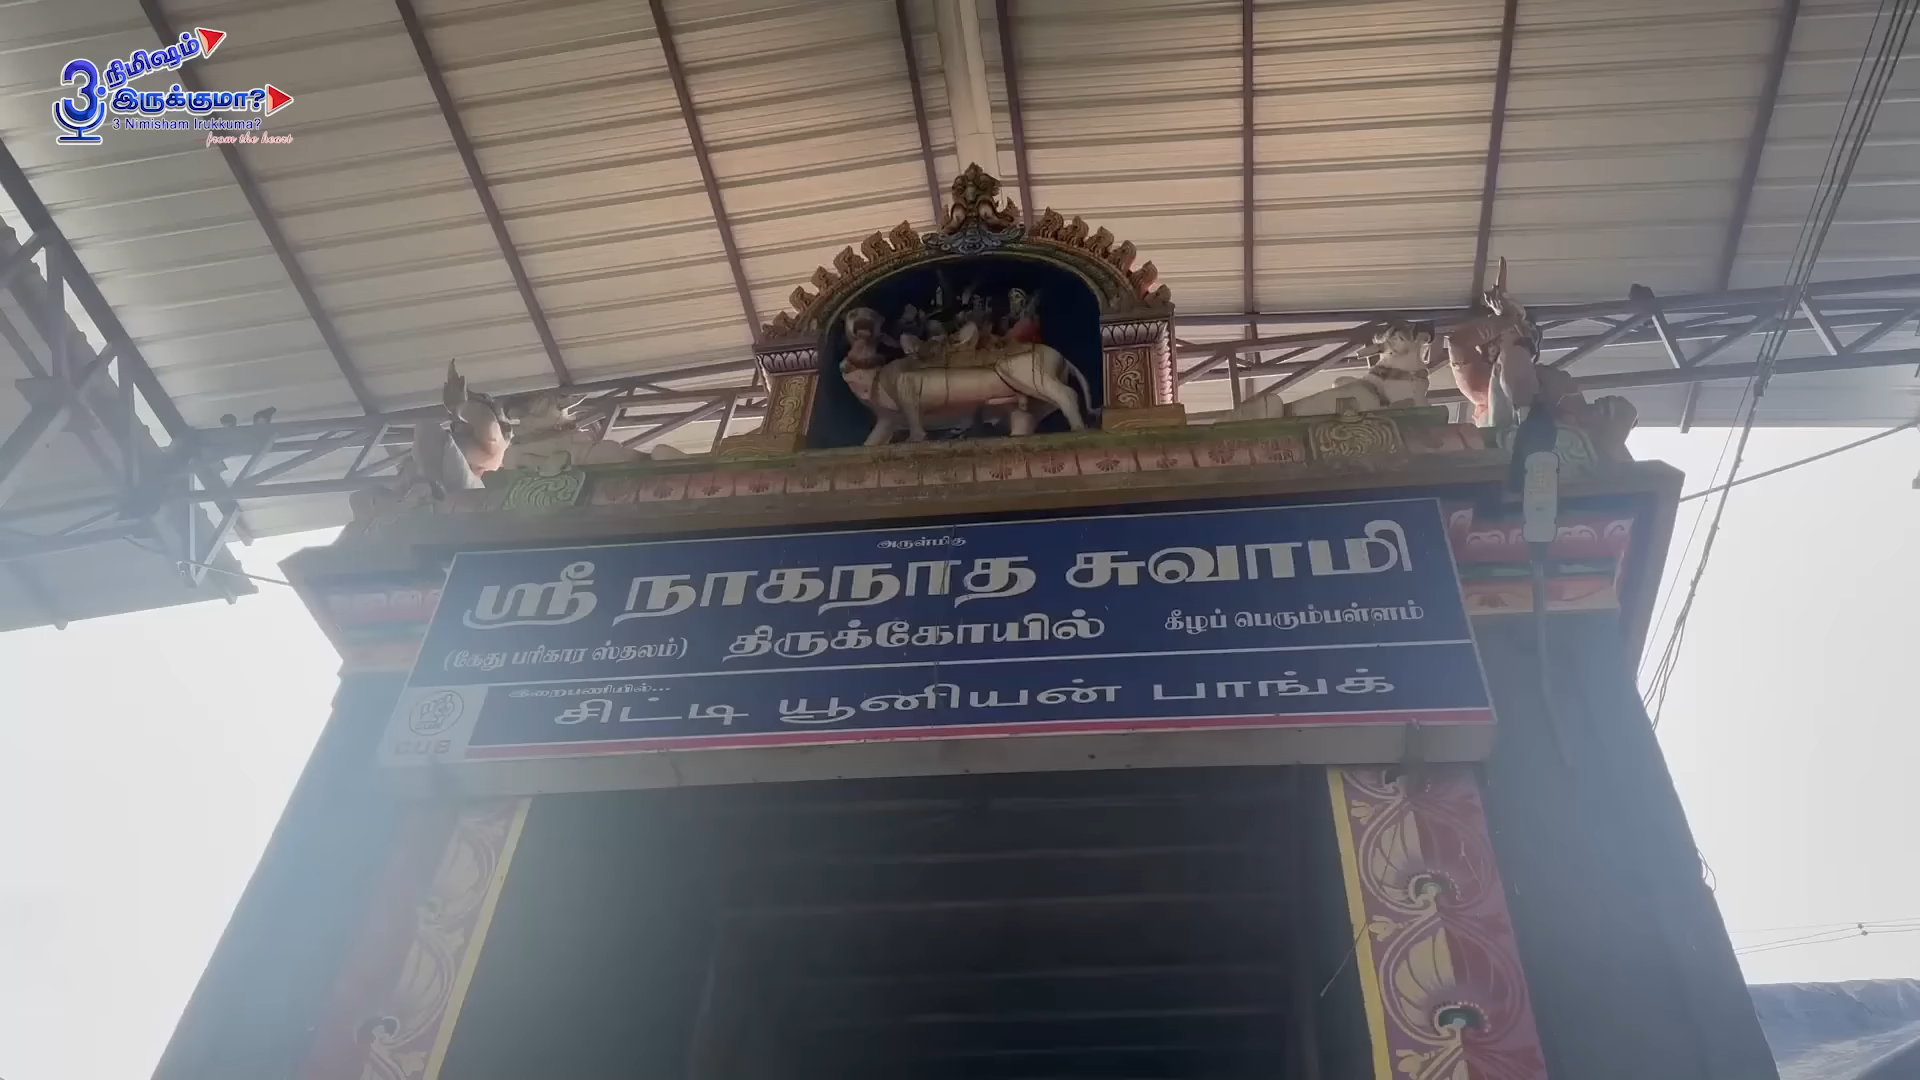 3 நிமிஷம்
இருக்குமா?
3 Nimisham Irukkuma?
from the heart
அருள்மிகு
ஸ்ரீ நாகநாத சுவாமி
(கேது பரிகார ஸ்தலம்) திருக்கோயில் கீழப் பெரும்பள்ளம்
இறைபணியில்...
சிட்டி யூனியன் பாங்க்
CUB